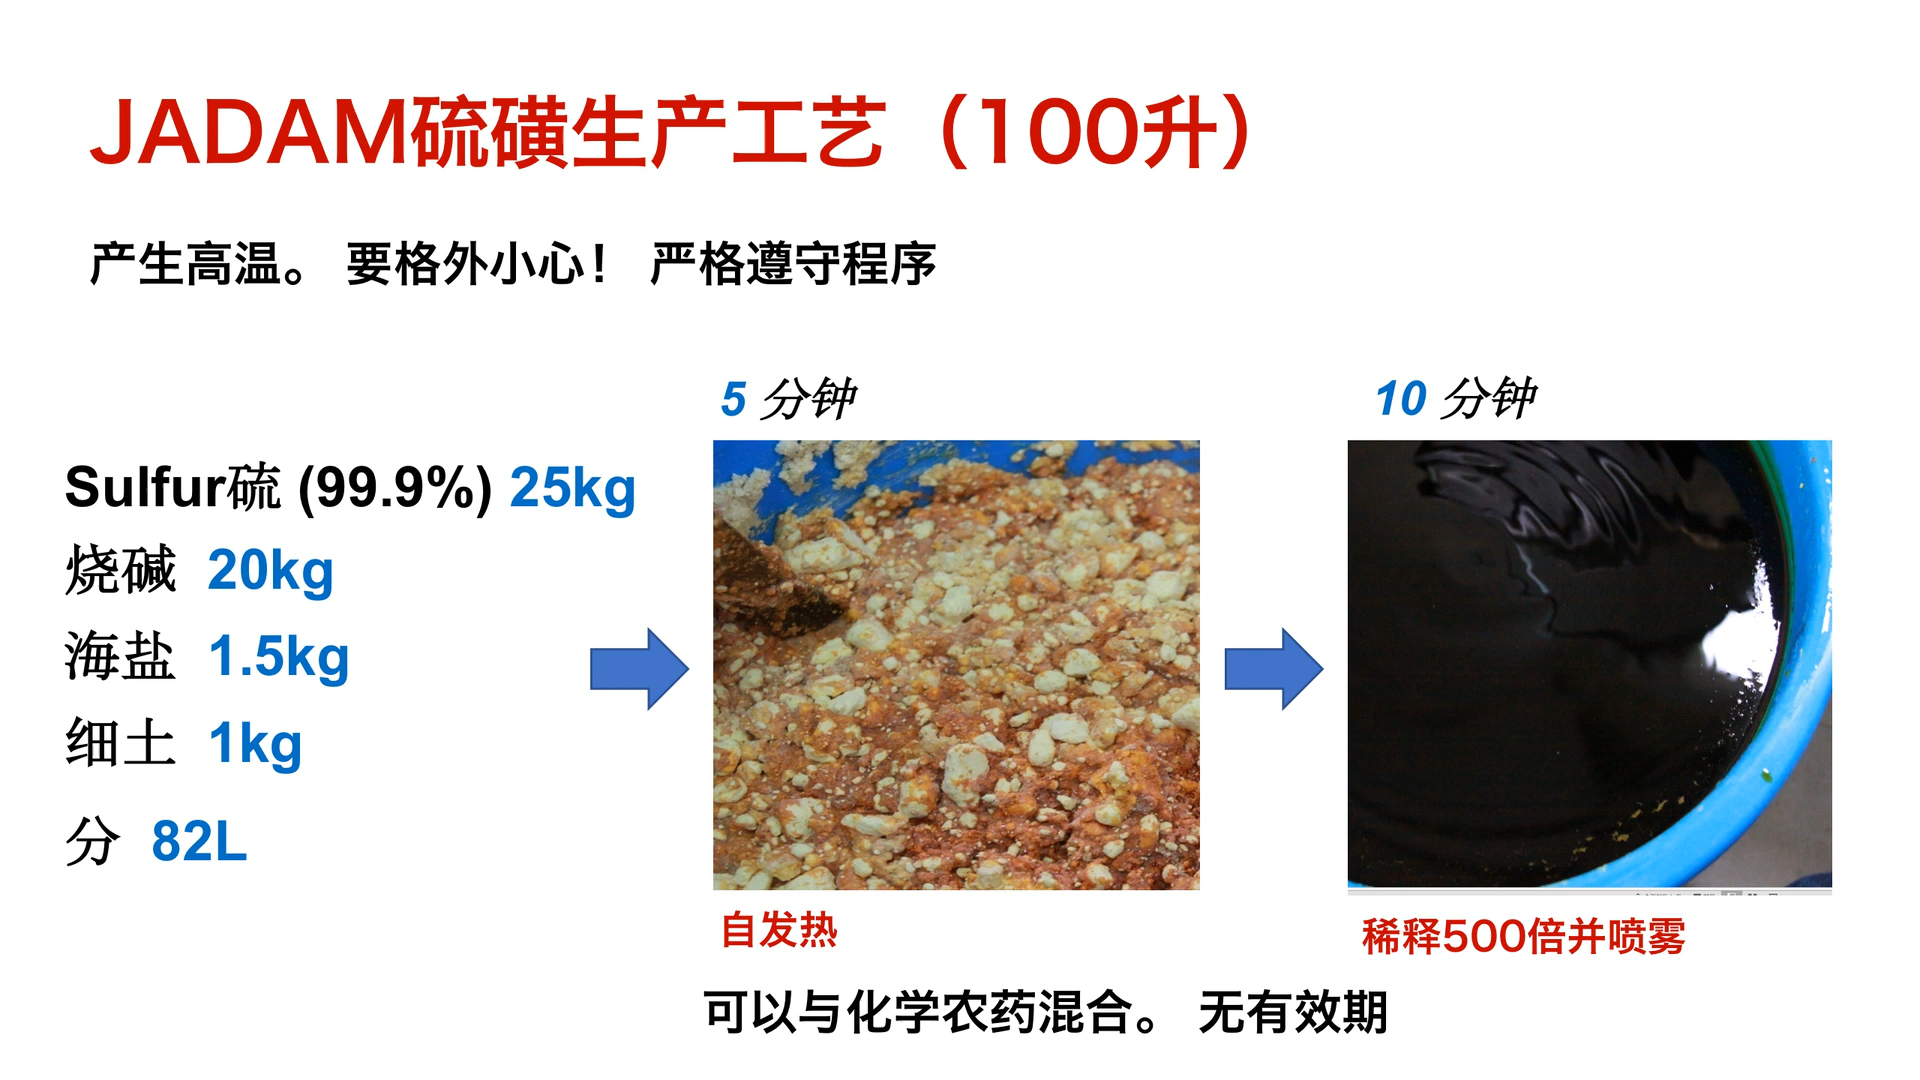 JADAM硫磺生产工艺（100升）
产生高温。 要格外小心！ 严格遵守程序
5 分钟
10 分钟
Sulfur硫 (99.9%) 25kg
烧碱 20kg
海盐 1.5kg
细土 1kg
分 82L
自发热
稀释500倍并喷雾
可以与化学农药混合。 无有效期